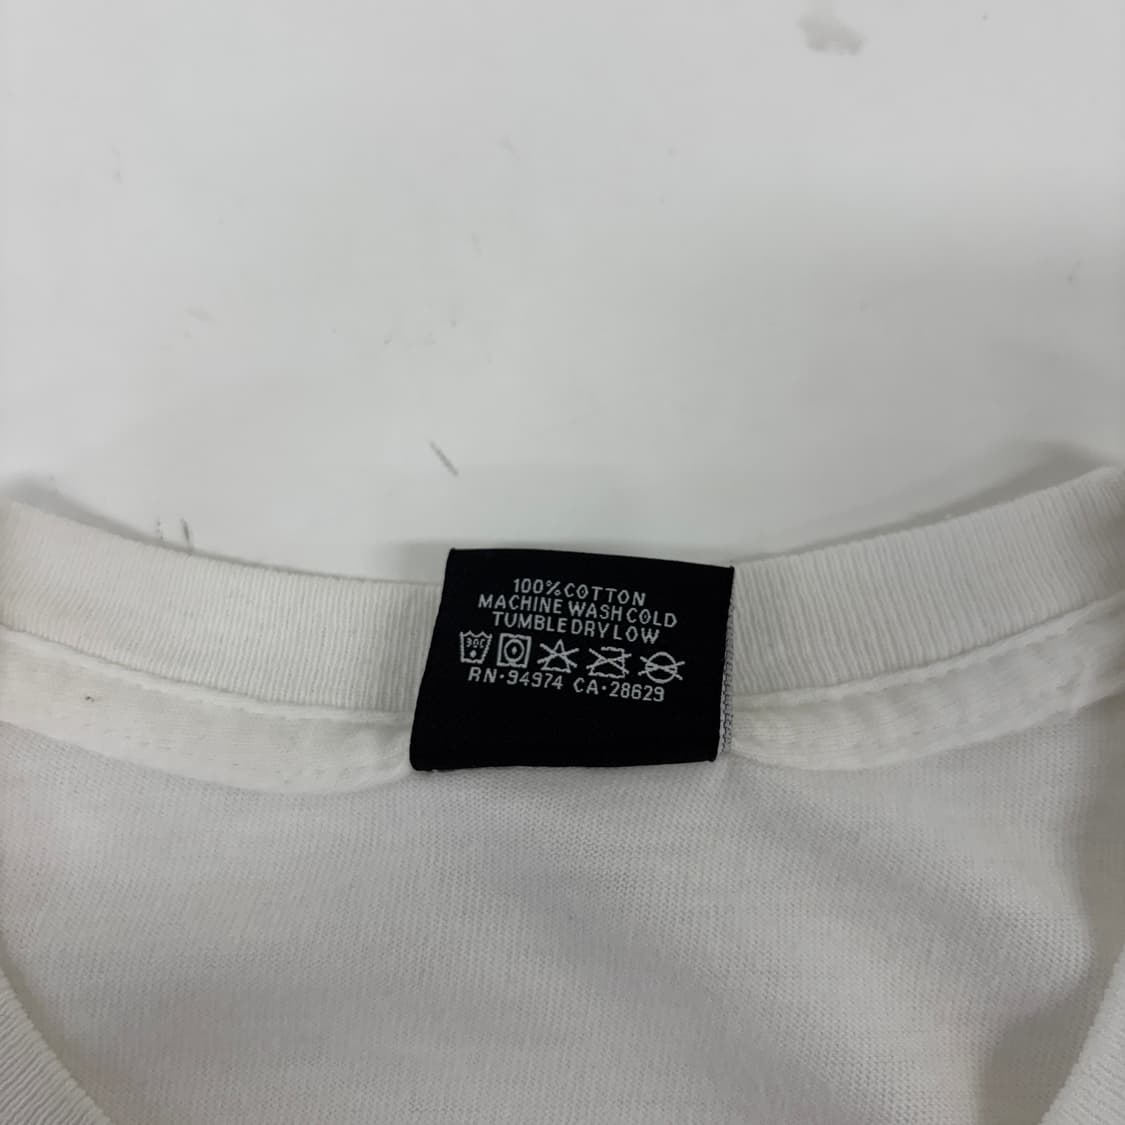 100% COTTON
MACHINE WASH COLD
TUMBLE DRY LOW
30C
RN·94974 CA·28629